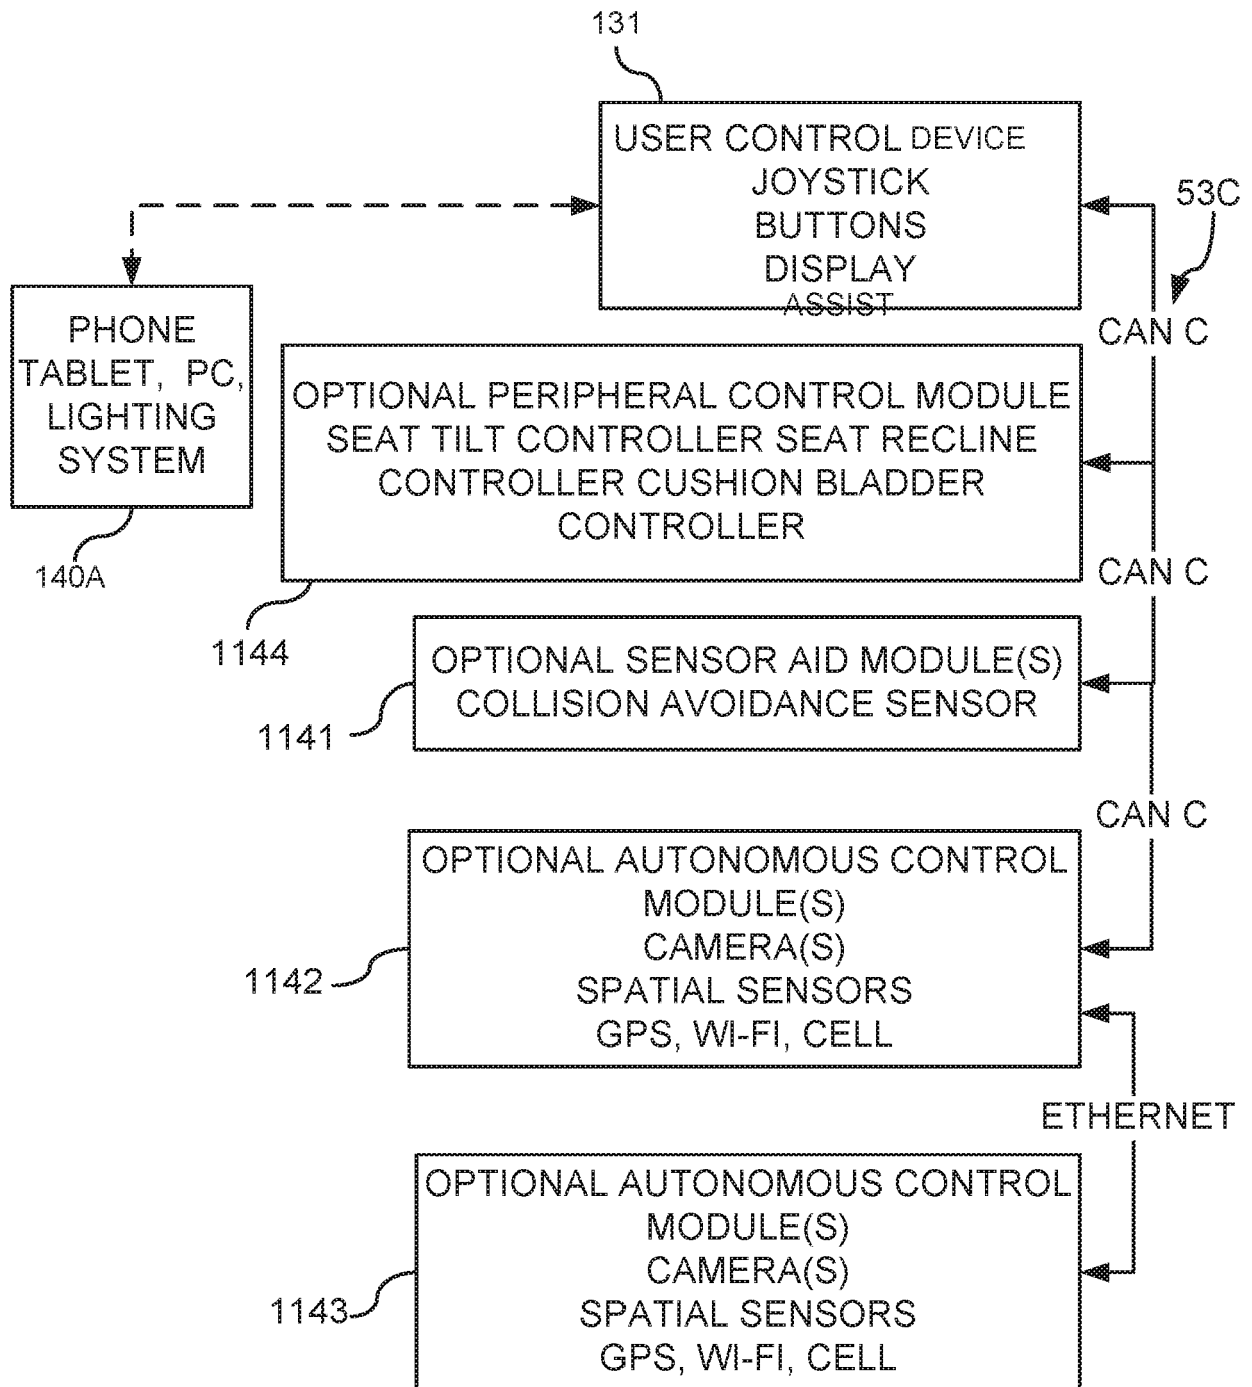 131
USER CONTROL DEVICE
JOYSTICK
BUTTONS
DISPLAY
ASSIST
53C
CAN C
PHONE
TABLET, PC,
LIGHTING
SYSTEM
140A
OPTIONAL PERIPHERAL CONTROL MODULE
SEAT TILT CONTROLLER SEAT RECLINE
CONTROLLER CUSHION BLADDER
CONTROLLER
1144
CAN C
OPTIONAL SENSOR AID MODULE(S)
COLLISION AVOIDANCE SENSOR
1141
CAN C
OPTIONAL AUTONOMOUS CONTROL
MODULE(S)
CAMERA(S)
SPATIAL SENSORS
GPS, WI-FI, CELL
1142
ETHERNET
OPTIONAL AUTONOMOUS CONTROL
MODULE(S)
CAMERA(S)
SPATIAL SENSORS
GPS, WI-FI, CELL
1143